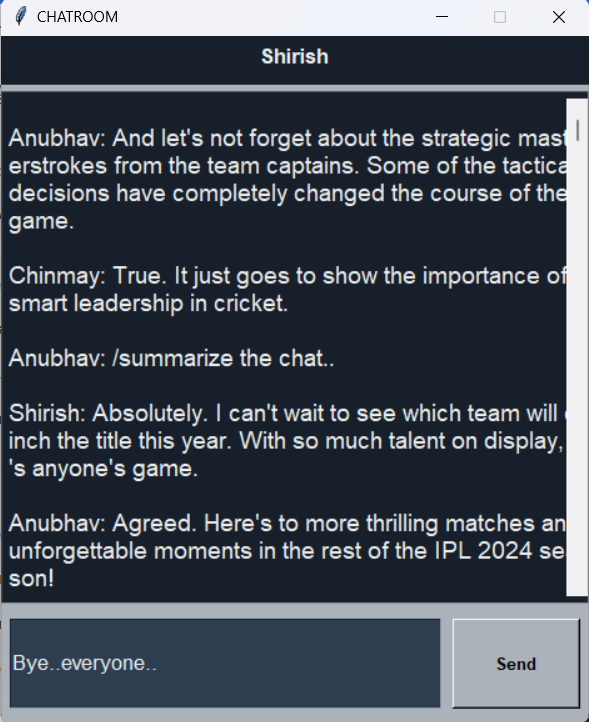 CHATROOM
Shirish
Anubhav: And let's not forget about the strategic mast
erstrokes from the team captains. Some of the tactica
decisions have completely changed the course of the
game.
Chinmay: True. It just goes to show the importance of
smart leadership in cricket.
Anubhav: /summarize the chat..
Shirish: Absolutely. I can't wait to see which team will
inch the title this year. With so much talent on display,
's anyone's game.
Anubhav: Agreed. Here's to more thrilling matches an
unforgettable moments in the rest of the IPL 2024 se
son!
Bye..everyone..
Send